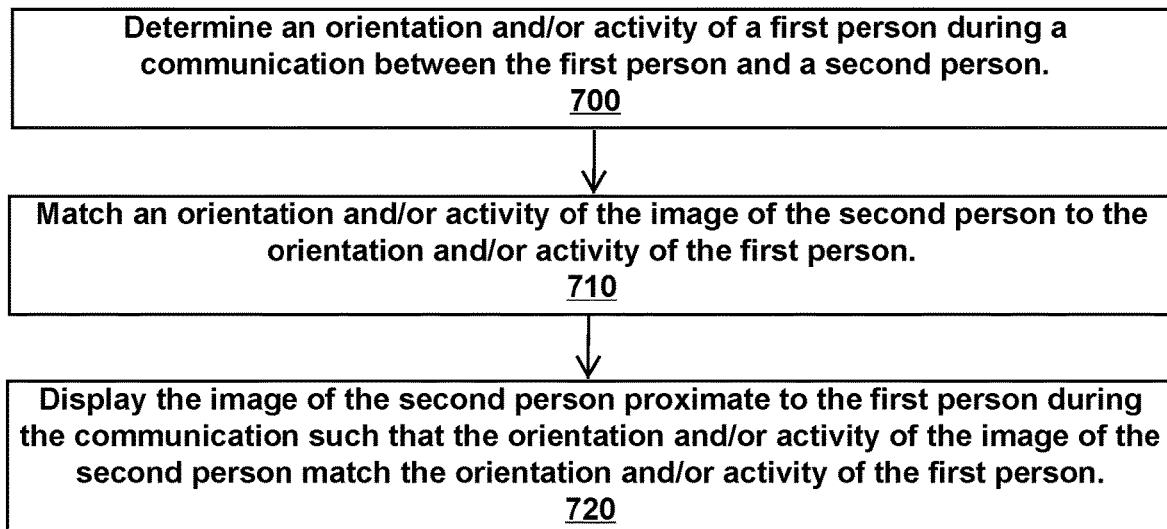 Determine an orientation and/or activity of a first person during a
communication between the first person and a second person.
700
Match an orientation and/or activity of the image of the second person to the
orientation and/or activity of the first person.
710
Display the image of the second person proximate to the first person during
the communication such that the orientation and/or activity of the image of the
second person match the orientation and/or activity of the first person.
720